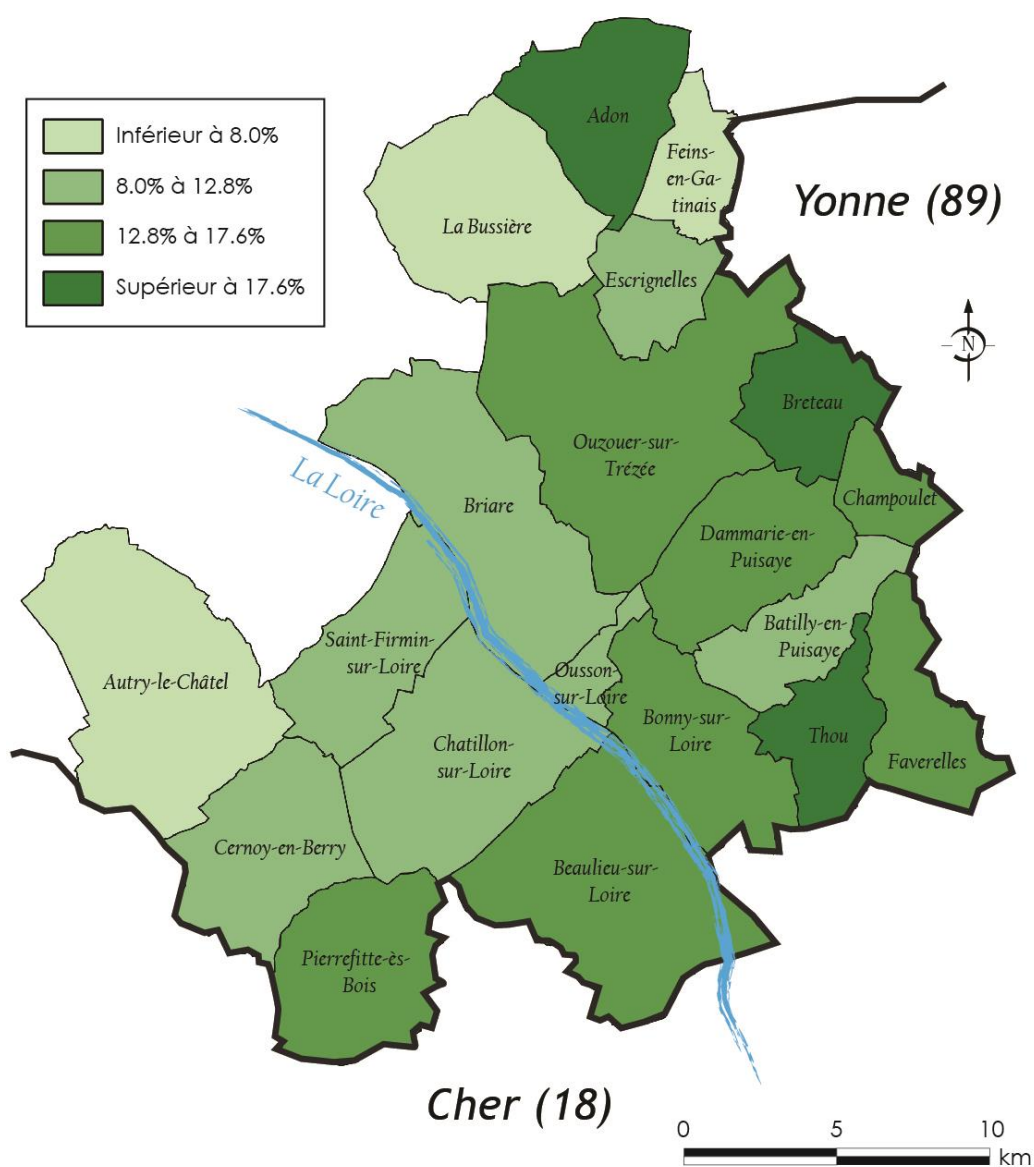 Inférieur à 8.0%
8.0% à 12.8%
12.8% à 17.6%
Supérieur à 17.6%
Adon
Feins-
en-Ga-
tinais
Yonne (89)
La Bussière
Escrignelles
N
Breteau
Ouzouer-sur-
Trézée
La Loire
Champoulet
Briare
Dammarie-en-
Puisaye
Batilly-en-
Puisaye
Saint-Firmin-
sur-Loire
Ousson-
sur-Loire
Autry-le-Châtel
Bonny-sur-
Loire
Thou
Chatillon-
sur-Loire
Faverelles
Cernoy-en-Berry
Beaulieu-sur-
Loire
Pierrefitte-ès-
Bois
Cher (18)
0 5 10
km